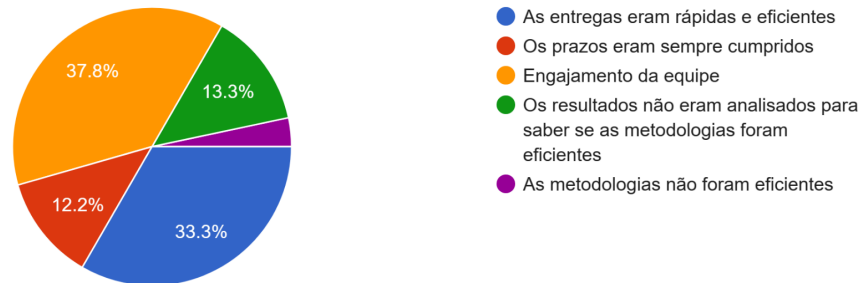 37.8%
13.3%
12.2%
33.3%
As entregas eram rápidas e eficientes
Os prazos eram sempre cumpridos
Engajamento da equipe
Os resultados não eram analisados para
saber se as metodologias foram
eficientes
As metodologias não foram eficientes